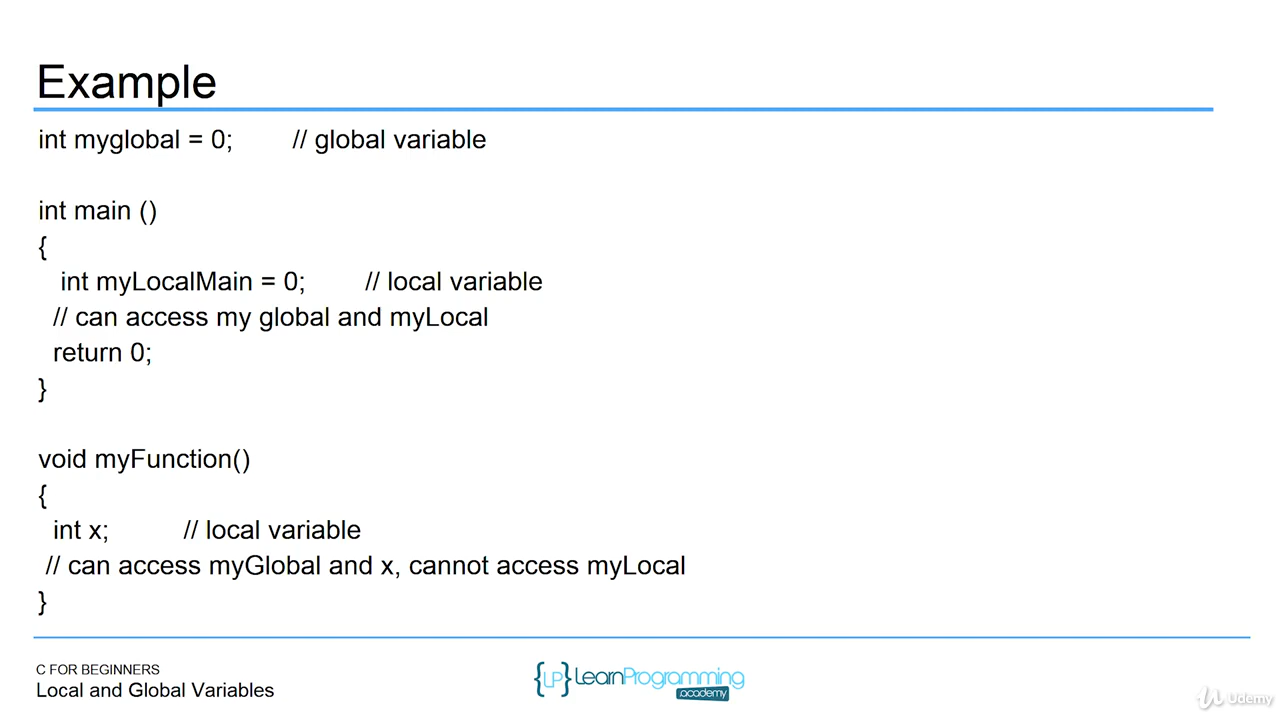 Example
int myglobal = 0; // global variable
int main ()
{
int myLocalMain = 0; // local variable
// can access my global and myLocal
return 0;
}
void myFunction()
{
int x; // local variable
// can access myGlobal and x, cannot access myLocal
}
C FOR BEGINNERS
Local and Global Variables
{LP} LearnProgramming
.academy
Udemy